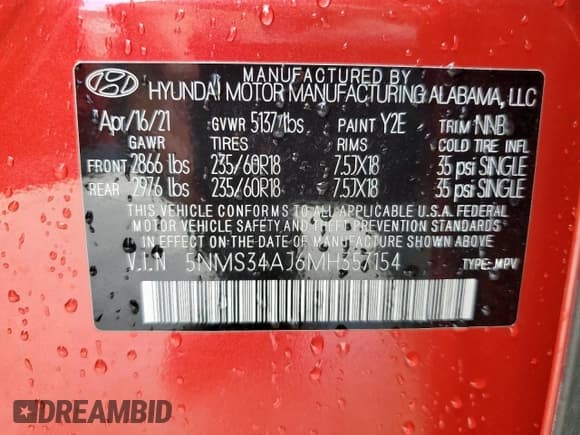 MANUFACTURED BY
HYUNDAI MOTOR MANUFACTURING ALABAMA, LLC
Apr/16/21 GVWR 5137 lbs PAINT Y2E TRIM NNB
GAWR TIRES RIMS COLD TIRE INFL
FRONT 2866 lbs 235/60R18 7.5JX18 35 psi SINGLE
REAR 2976 lbs 235/60R18 7.5JX18 35 psi SINGLE
THIS VEHICLE CONFORMS TO ALL APPLICABLE U.S.A. FEDERAL
MOTOR VEHICLE SAFETY AND THEFT PREVENTION STANDARDS
IN EFFECT ON THE DATE OF MANUFACTURE SHOWN ABOVE.
V.I.N 5NMS34AJ6MH357154 TYPE: MPV
DREAMBID